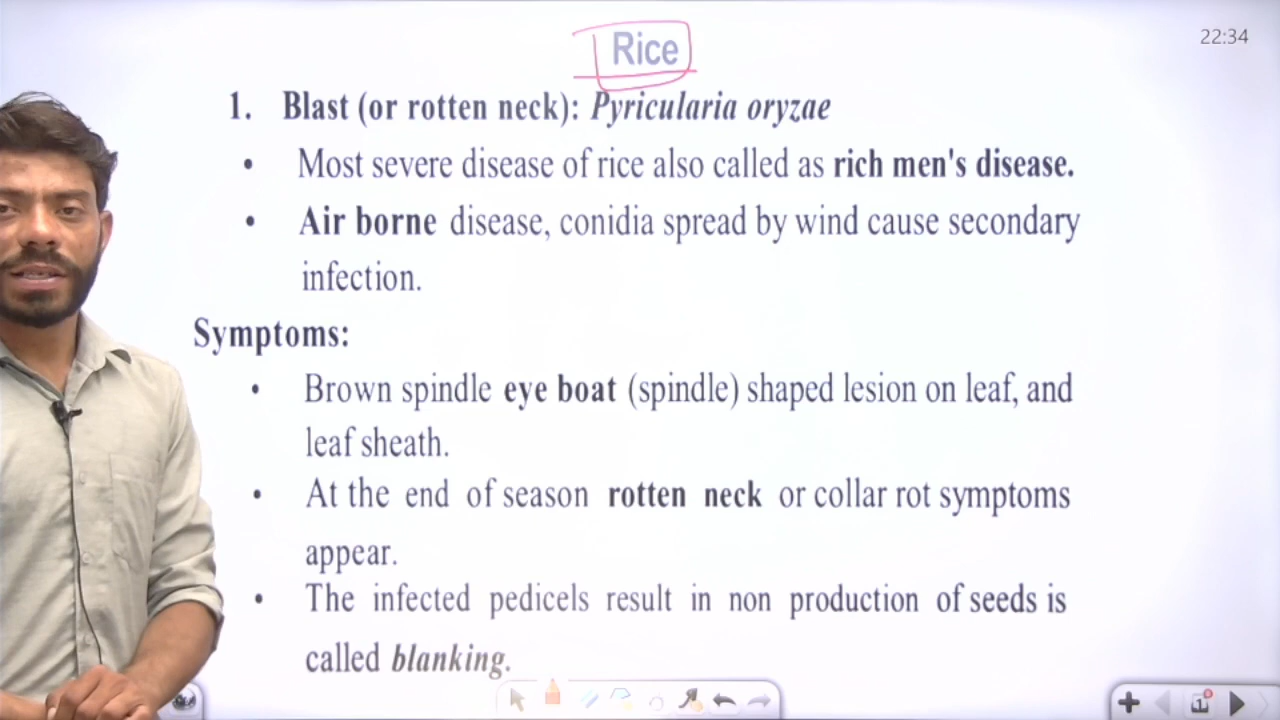 Rice
22:34
1. Blast (or rotten neck): Pyricularia oryzae
• Most severe disease of rice also called as rich men's disease.
• Air borne disease, conidia spread by wind cause secondary
infection.
Symptoms:
• Brown spindle eye boat (spindle) shaped lesion on leaf, and
leaf sheath.
• At the end of season rotten neck or collar rot symptoms
appear.
• The infected pedicels result in non production of seeds is
called blanking.
1